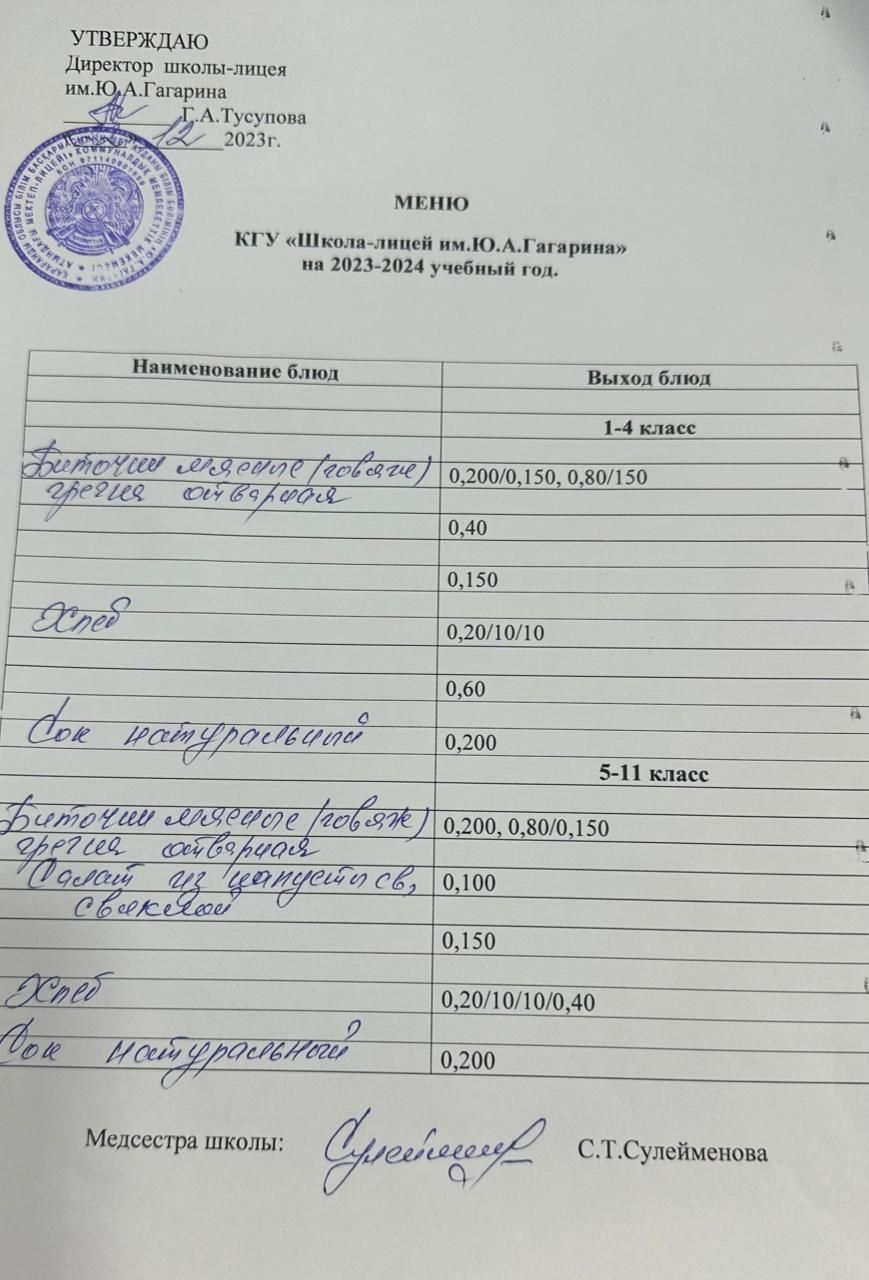 УТВЕРЖДАЮ
Директор школы-лицея
им.Ю.А.Гагарина
Г.А.Тусупова
12 2023г.
МЕНЮ
КГУ «Школа-лицей им.Ю.А.Гагарина»
на 2023-2024 учебный год.
Наименование блюд Выход блюд
1-4 класс
Биточки мясные (говяж) 0,200/0,150, 0,80/150
гречка отварная
0,40
0,150
Хлеб 0,20/10/10
0,60
Сок натуральный 0,200
5-11 класс
Биточки мясные (говяж) 0,200, 0,80/0,150
гречка отварная
Салат из капусты св, 0,100
свеклой
0,150
Хлеб 0,20/10/10/0,40
Сок натуральный 0,200
Медсестра школы: С.Т.Сулейменова